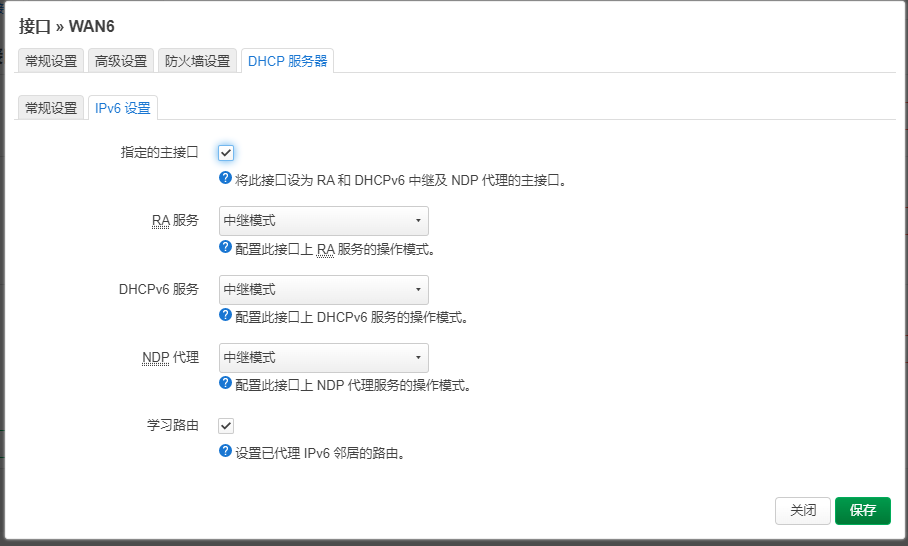 接口 » WAN6
常规设置 高级设置 防火墙设置 DHCP 服务器
常规设置 IPv6 设置
指定的主接口
将此接口设为 RA 和 DHCPv6 中继及 NDP 代理的主接口。
RA 服务 中继模式
配置此接口上 RA 服务的操作模式。
DHCPv6 服务 中继模式
配置此接口上 DHCPv6 服务的操作模式。
NDP 代理 中继模式
配置此接口上 NDP 代理服务的操作模式。
学习路由
设置已代理 IPv6 邻居的路由。
关闭 保存